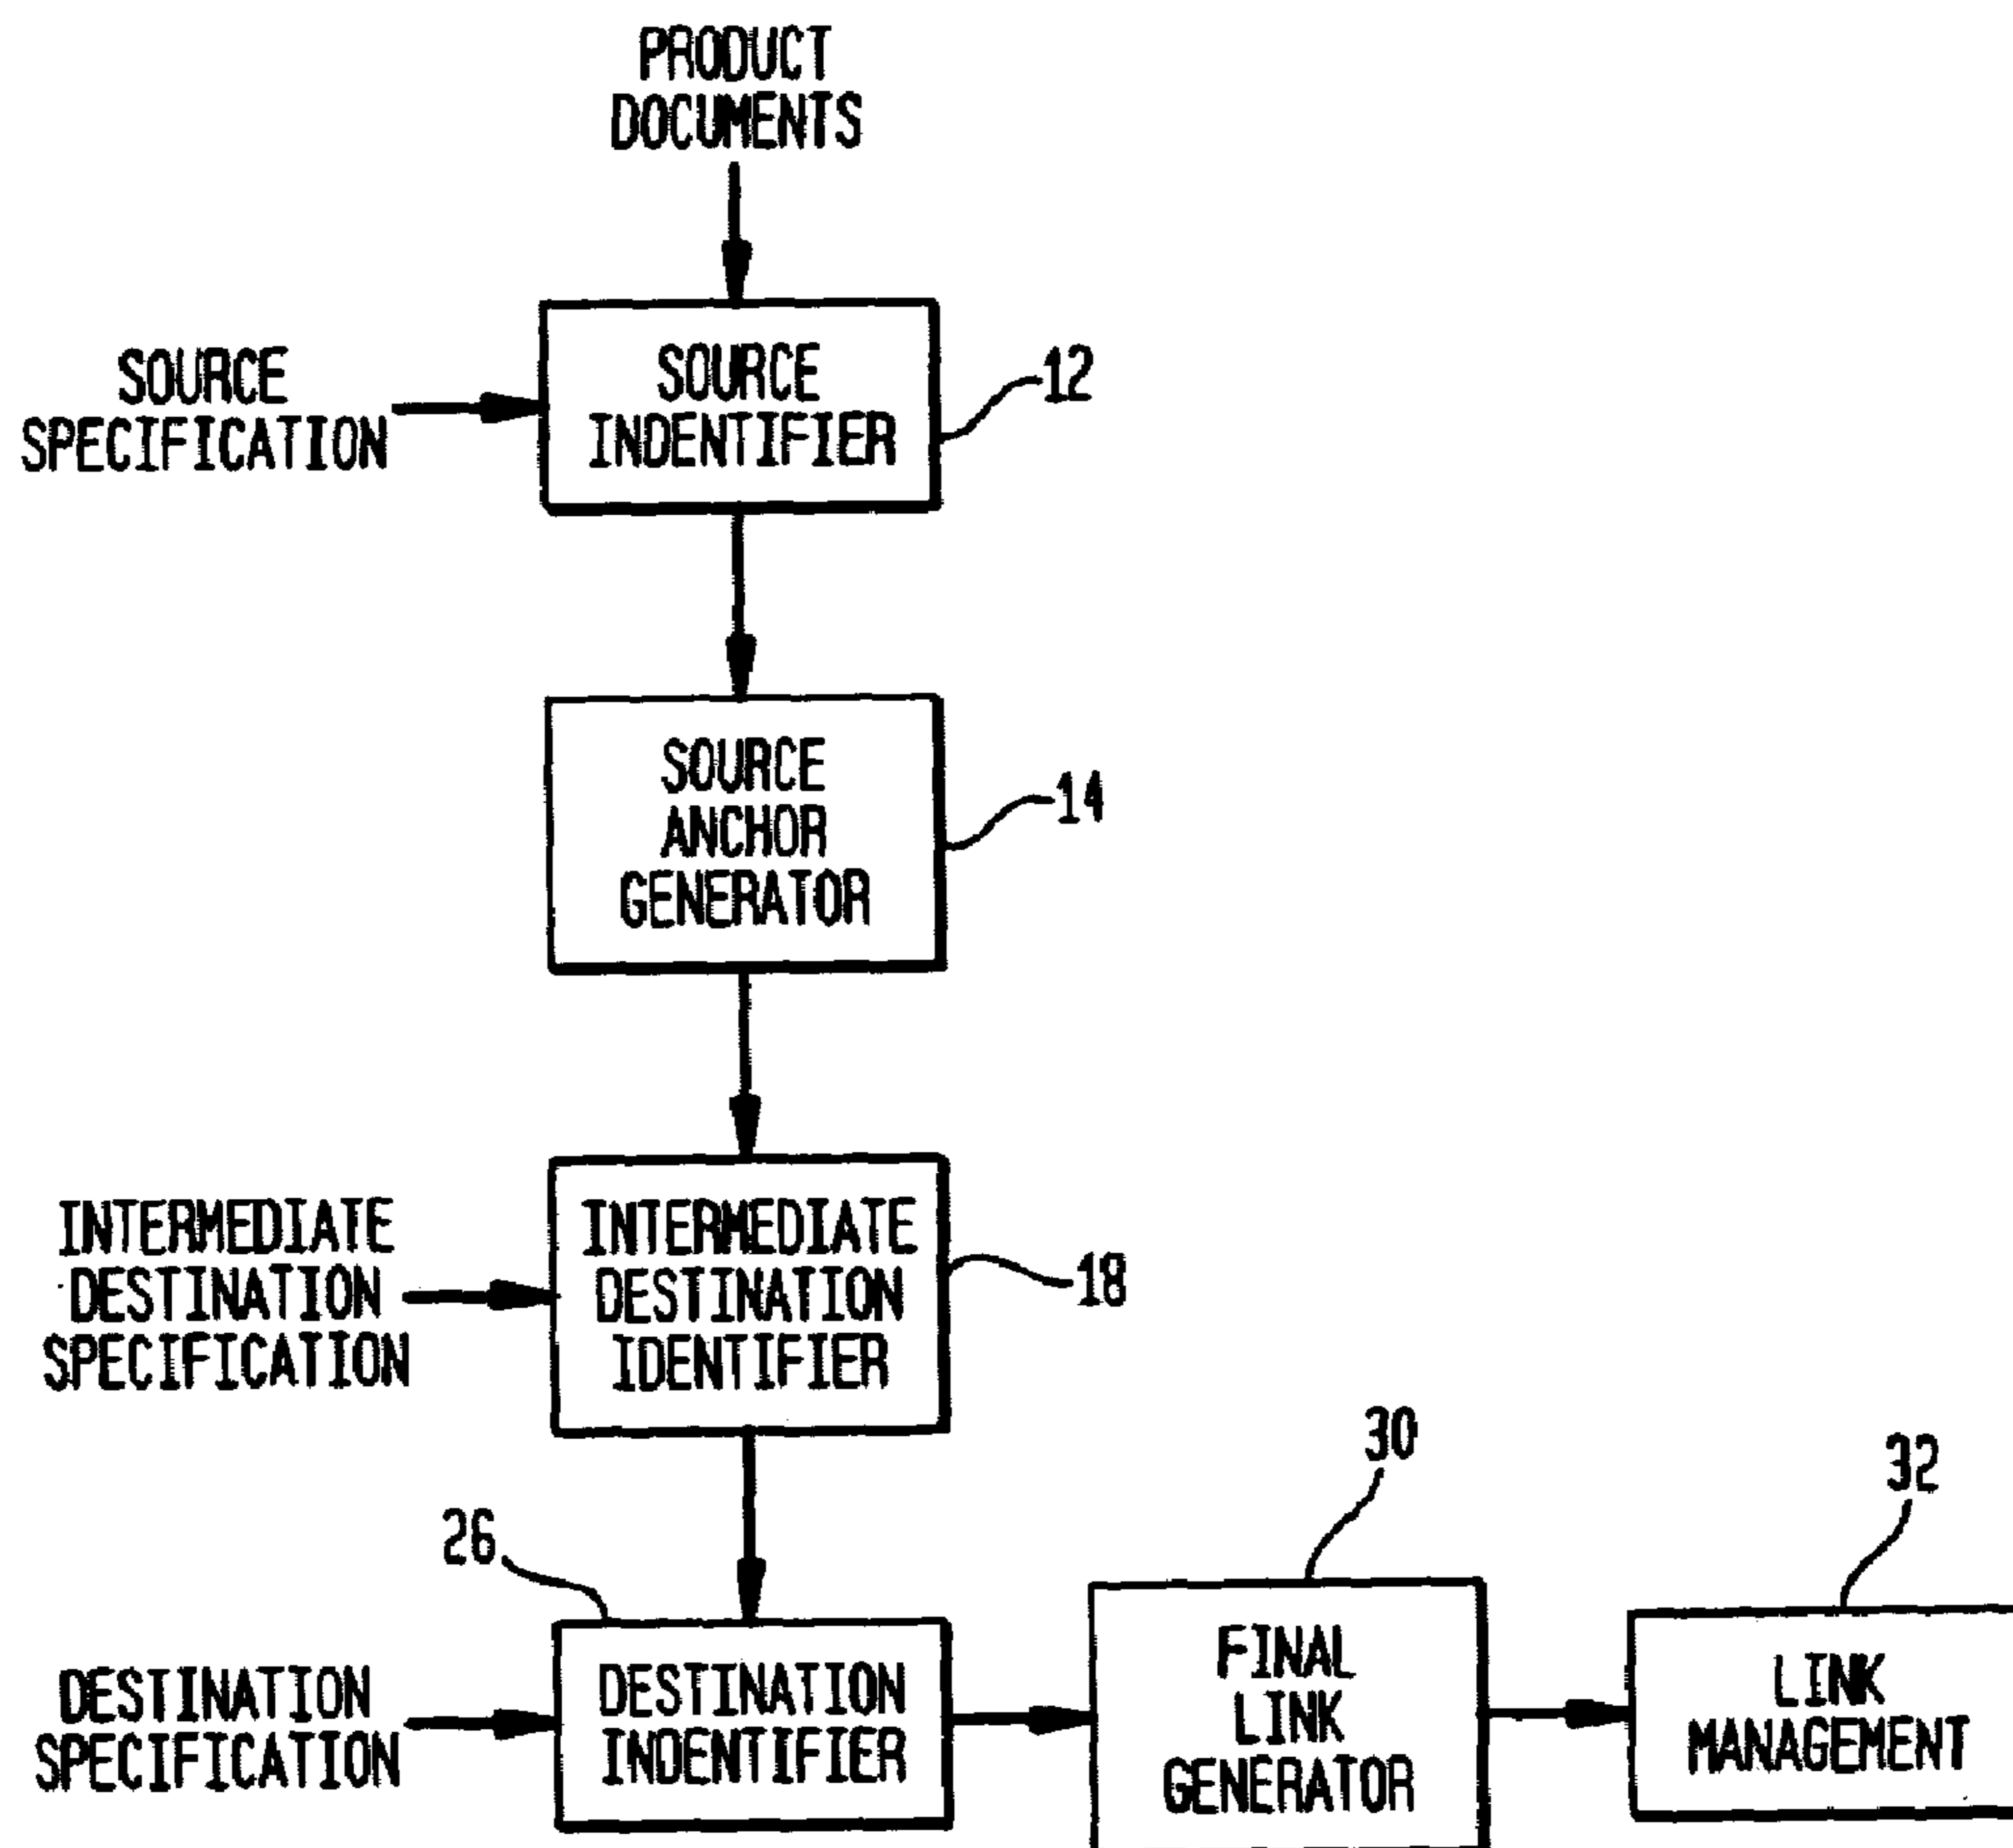 PRODUCT
DOCUMENTS
SOURCE
SPECIFICATION
SOURCE
INDENTIFIER
12
SOURCE
ANCHOR
GENERATOR
14
INTERMEDIATE
DESTINATION
SPECIFICATION
INTERMEDIATE
DESTINATION
IDENTIFIER
18
26
30
32
DESTINATION
SPECIFICATION
DESTINATION
INDENTIFIER
FINAL
LINK
GENERATOR
LINK
MANAGEMENT